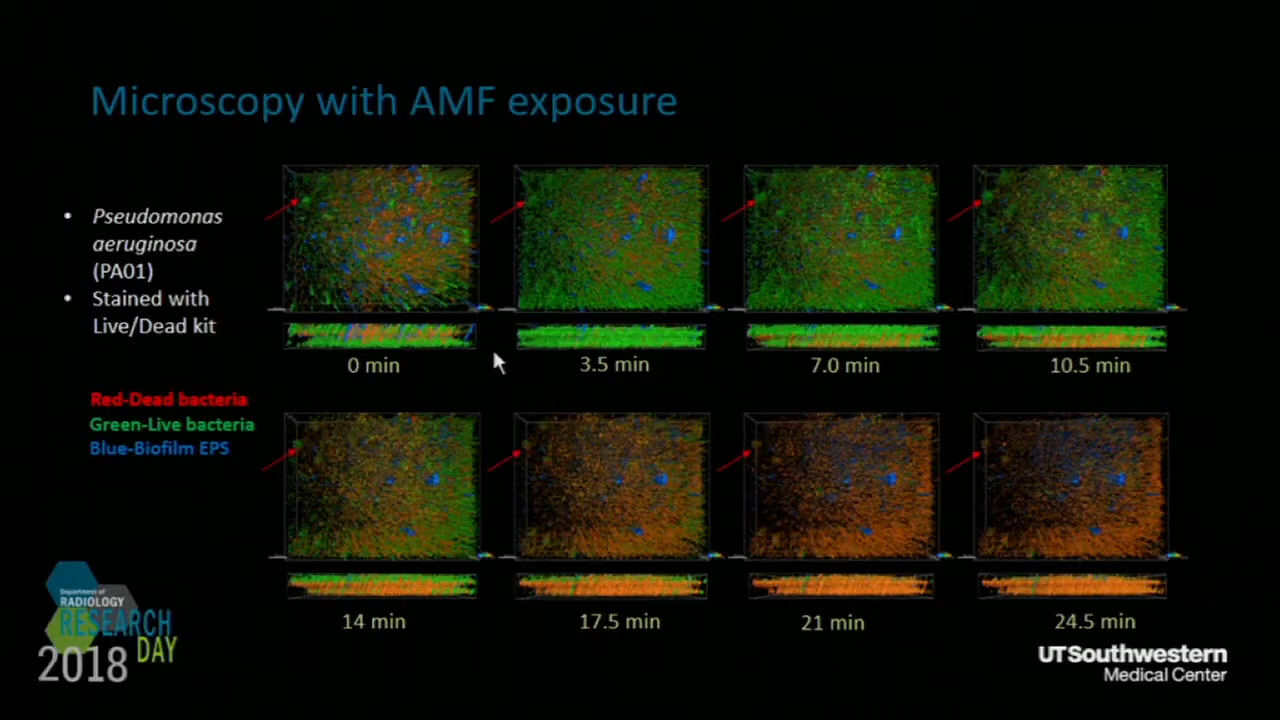 Microscopy with AMF exposure
• Pseudomonas
aeruginosa
(PA01)
• Stained with
Live/Dead kit
0 min
3.5 min
7.0 min
10.5 min
Red-Dead bacteria
Green-Live bacteria
Blue-Biofilm EPS
14 min
17.5 min
21 min
24.5 min
Department of
RADIOLOGY
RESEARCH
DAY
2018
UTSouthwestern
Medical Center